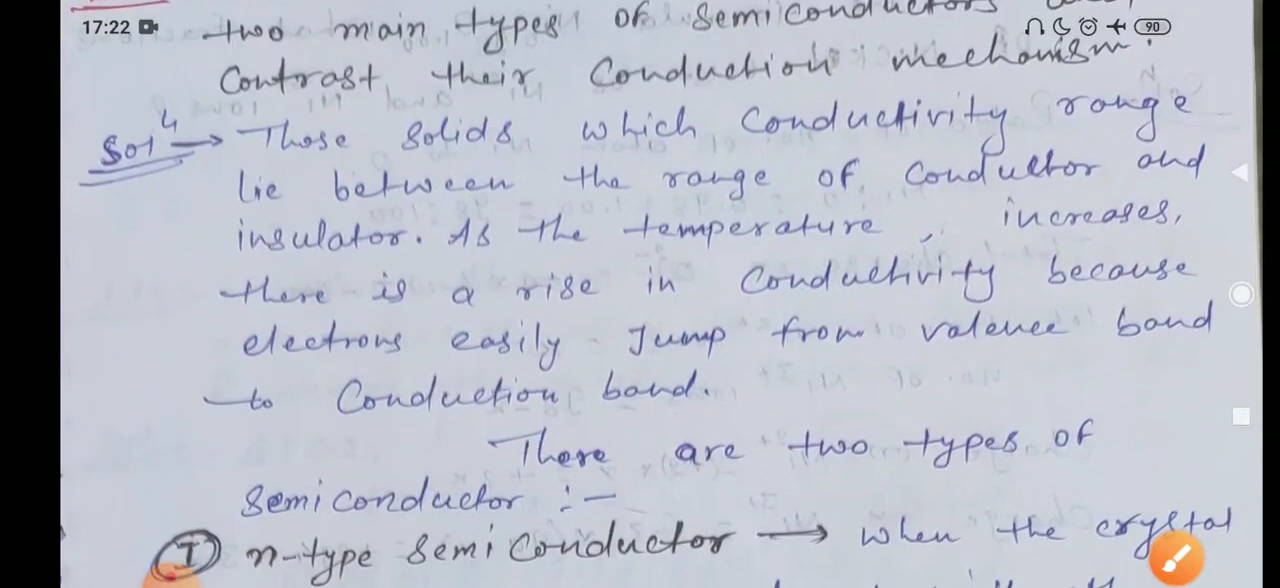 17:22
90
two main types of semiconductors
Contrast their Conduction mechanism.
Sol4 → Those solids which Conductivity range
lie between the range of conductor and
insulator. As the temperature, increases,
there is a rise in Conductivity because
electrons easily Jump from valence band
to Conduction band.
There are two types of
semiconductor :-
(I) n-type semiconductor → when the crystal